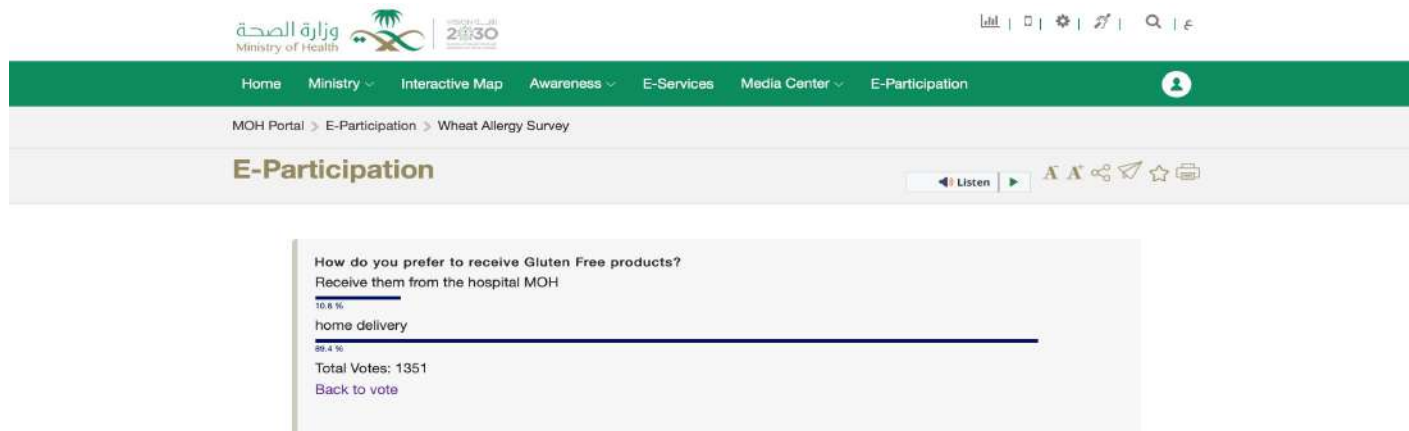 وزارة الصحة
Ministry of Health
2030
ع
Home Ministry Interactive Map Awareness E-Services Media Center E-Participation
MOH Portal > E-Participation > Wheat Allergy Survey
E-Participation
Listen
A- A+
How do you prefer to receive Gluten Free products?
Receive them from the hospital MOH
10.6 %
home delivery
89.4 %
Total Votes: 1351
Back to vote